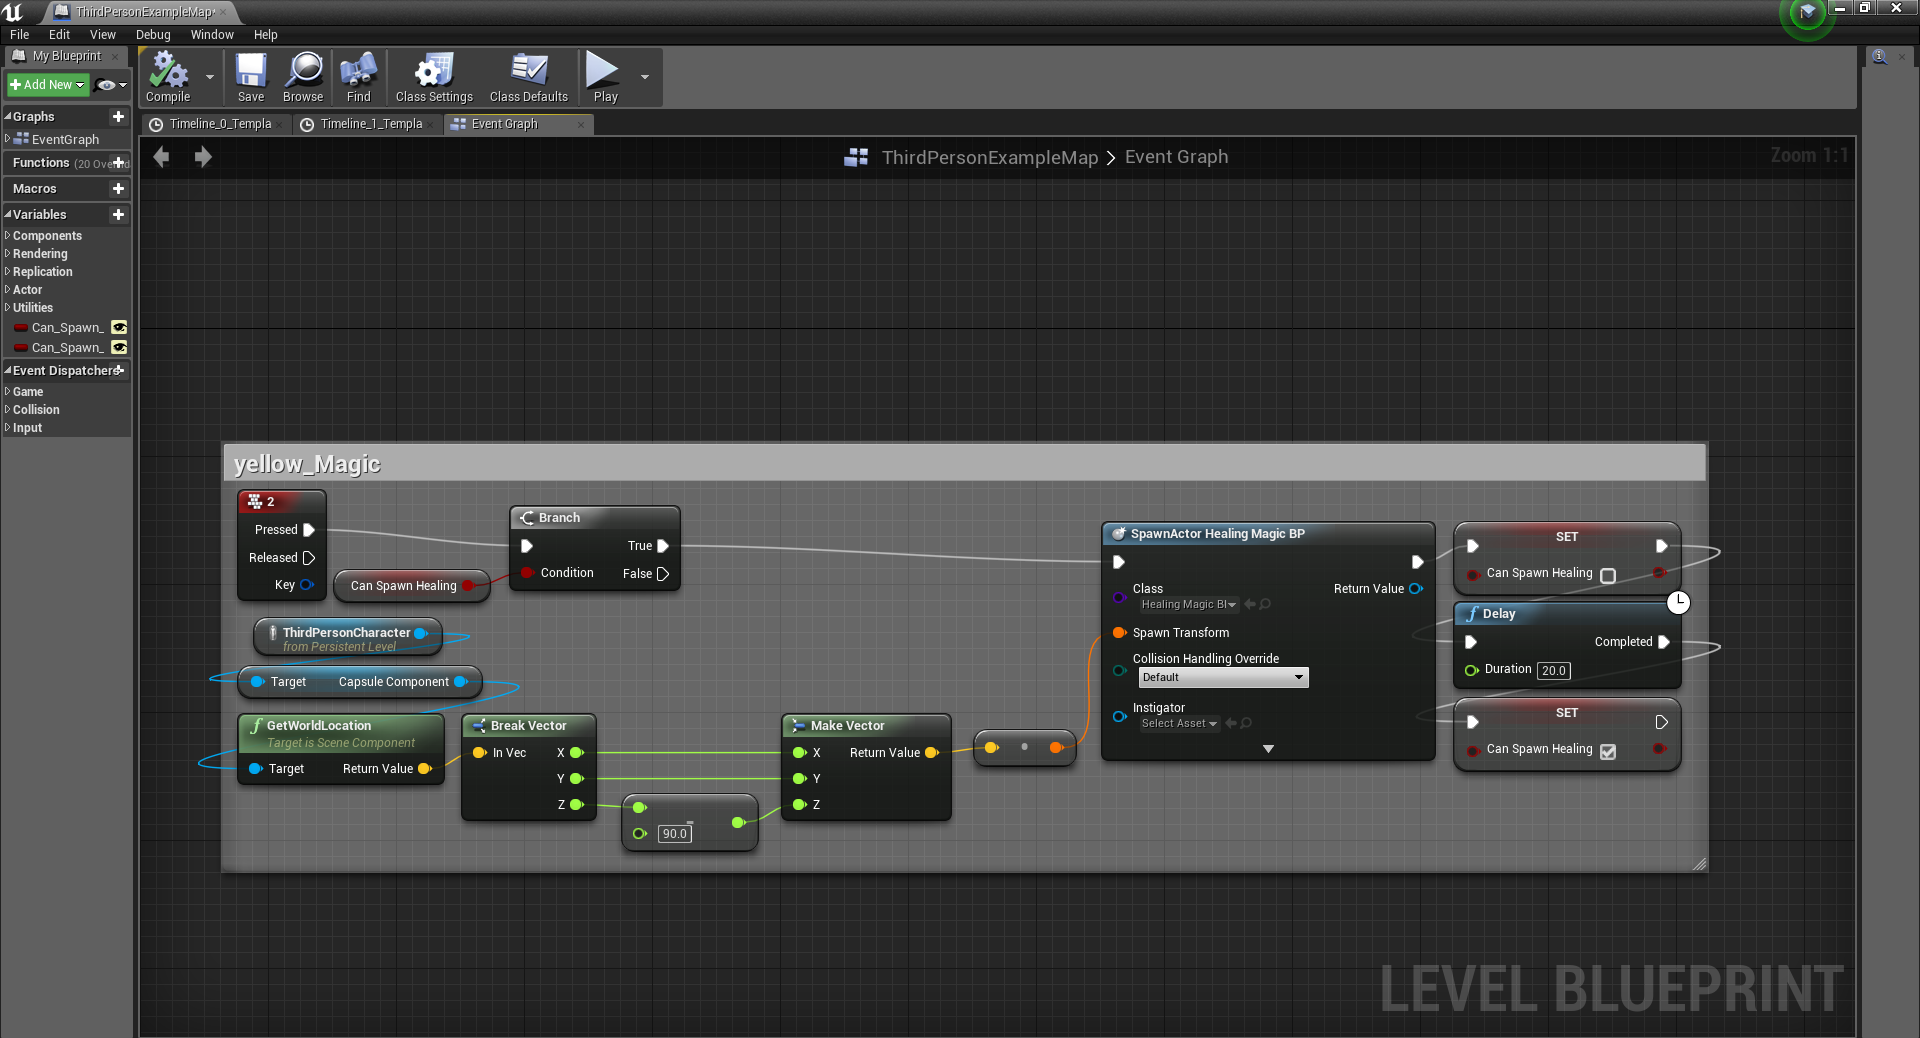 ThirdPersonExampleMap*
File Edit View Debug Window Help
My Blueprint
Add New
Graphs
EventGraph
Functions (20 Overrid
Macros
Variables
Components
Rendering
Replication
Actor
Utilities
Can_Spawn_
Can_Spawn_
Event Dispatchers
Game
Collision
Input
Compile Save Browse Find Class Settings Class Defaults Play
Timeline_0_Templa Timeline_1_Templa Event Graph
ThirdPersonExampleMap > Event Graph
Zoom 1:1
yellow_Magic
2
Pressed
Released
Key
Can Spawn Healing
Branch
True
Condition
False
ThirdPersonCharacter
from Persistent Level
Target Capsule Component
GetWorldLocation
Target is Scene Component
Target Return Value
Break Vector
In Vec X
Y
Z
-
90.0
Make Vector
X Return Value
Y
Z
SpawnActor Healing Magic BP
Class Return Value
Healing Magic BI
Spawn Transform
Collision Handling Override
Default
Instigator
Select Asset
SET
Can Spawn Healing
Delay
Completed
Duration 20.0
SET
Can Spawn Healing
LEVEL BLUEPRINT